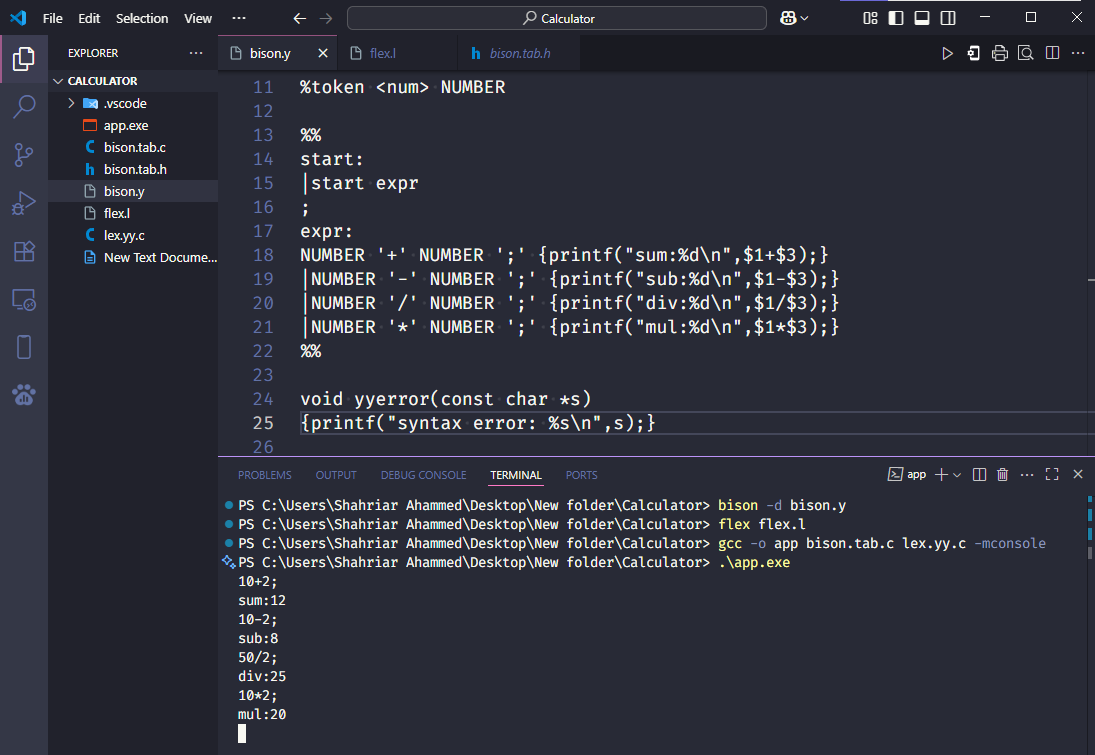 File Edit Selection View ··· Calculator
EXPLORER ···
CALCULATOR
.vscode
app.exe
bison.tab.c
bison.tab.h
bison.y
flex.l
lex.yy.c
New Text Docume...
bison.y flex.l bison.tab.h
11 %token <num> NUMBER
12
13 %%
14 start:
15 |start expr
16 ;
17 expr:
18 NUMBER '+' NUMBER ';' {printf("sum:%d\n",$1+$3);}
19 |NUMBER '-' NUMBER ';' {printf("sub:%d\n",$1-$3);}
20 |NUMBER '/' NUMBER ';' {printf("div:%d\n",$1/$3);}
21 |NUMBER '*' NUMBER ';' {printf("mul:%d\n",$1*$3);}
22 %%
23
24 void yyerror(const char *s)
25 {printf("syntax error: %s\n",s);}
26
PROBLEMS OUTPUT DEBUG CONSOLE TERMINAL PORTS app
PS C:\Users\Shahriar Ahammed\Desktop\New folder\Calculator> bison -d bison.y
PS C:\Users\Shahriar Ahammed\Desktop\New folder\Calculator> flex flex.l
PS C:\Users\Shahriar Ahammed\Desktop\New folder\Calculator> gcc -o app bison.tab.c lex.yy.c -mconsole
PS C:\Users\Shahriar Ahammed\Desktop\New folder\Calculator> .\app.exe
10+2;
sum:12
10-2;
sub:8
50/2;
div:25
10*2;
mul:20